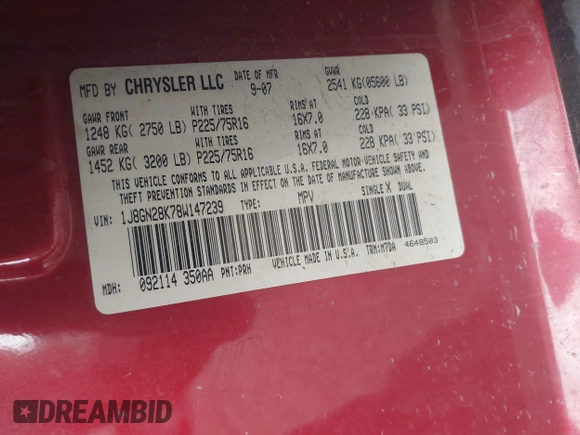 MFD BY CHRYSLER LLC DATE OF MFR 9-07 GVWR 2541 KG(05600 LB)
GAWR FRONT WITH TIRES RIMS AT COLD
1248 KG( 2750 LB) P225/75R16 16X7.0 228 KPA( 33 PSI)
GAWR REAR WITH TIRES RIMS AT COLD
1452 KG( 3200 LB) P225/75R16 16X7.0 228 KPA( 33 PSI)
THIS VEHICLE CONFORMS TO ALL APPLICABLE U.S.A. FEDERAL MOTOR VEHICLE SAFETY AND
THEFT PREVENTION STANDARDS IN EFFECT ON THE DATE OF MANUFACTURE SHOWN ABOVE.
VIN: 1J8GN28K78W147239 TYPE: MPV SINGLE X DUAL
MDH: 092114 350AA PNT:PRH VEHICLE MADE IN U.S.A. TRM:M7DA 4648503
DREAMBID